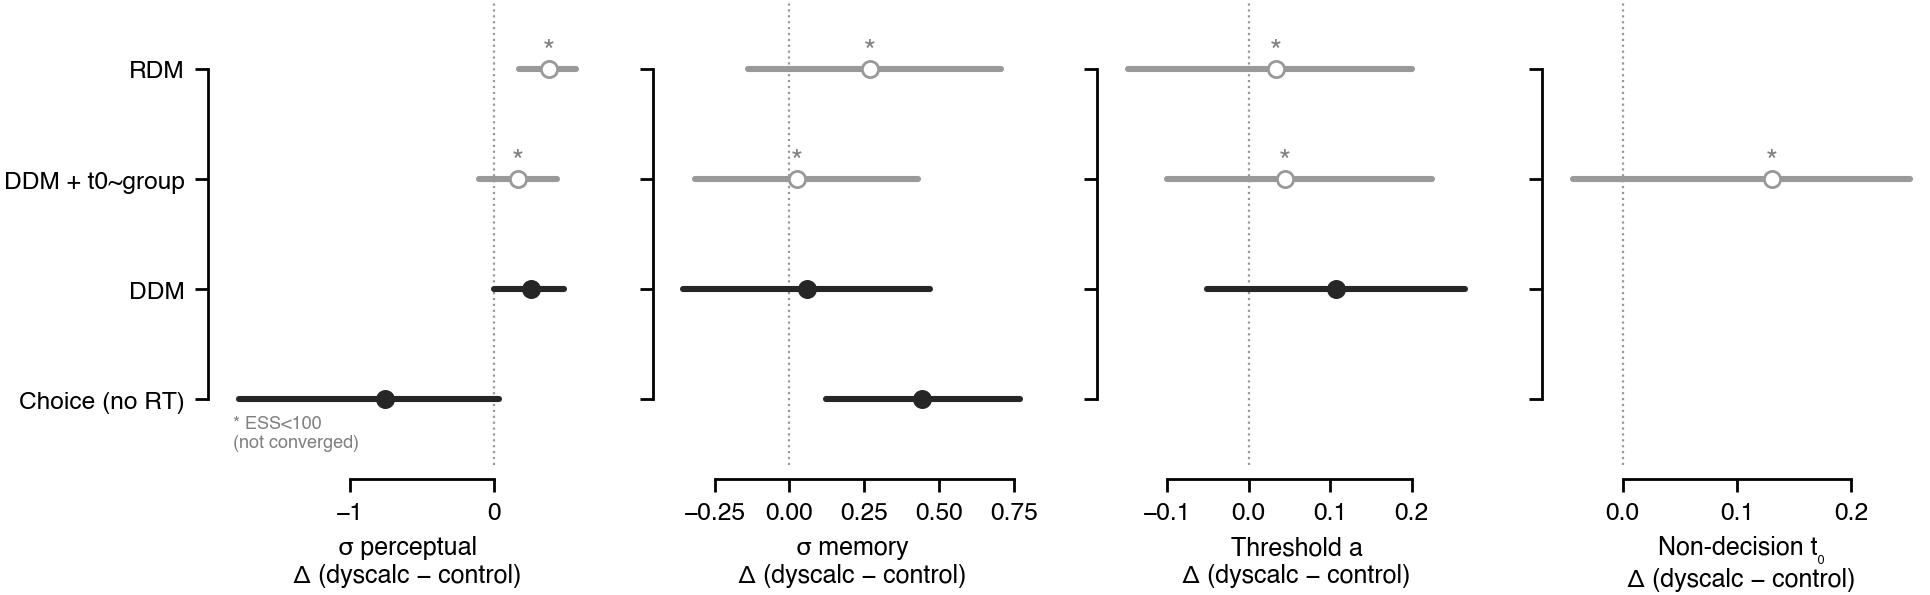 *
*
*
RDM
*
*
*
*
DDM + t0~group
DDM
Choice (no RT)
* ESS<100
(not converged)
−1 0
−0.25 0.00 0.25 0.50 0.75
−0.1 0.0 0.1 0.2
0.0 0.1 0.2
σ perceptual
Δ (dyscalc − control)
σ memory
Δ (dyscalc − control)
Threshold a
Δ (dyscalc − control)
Non-decision t₀
Δ (dyscalc − control)